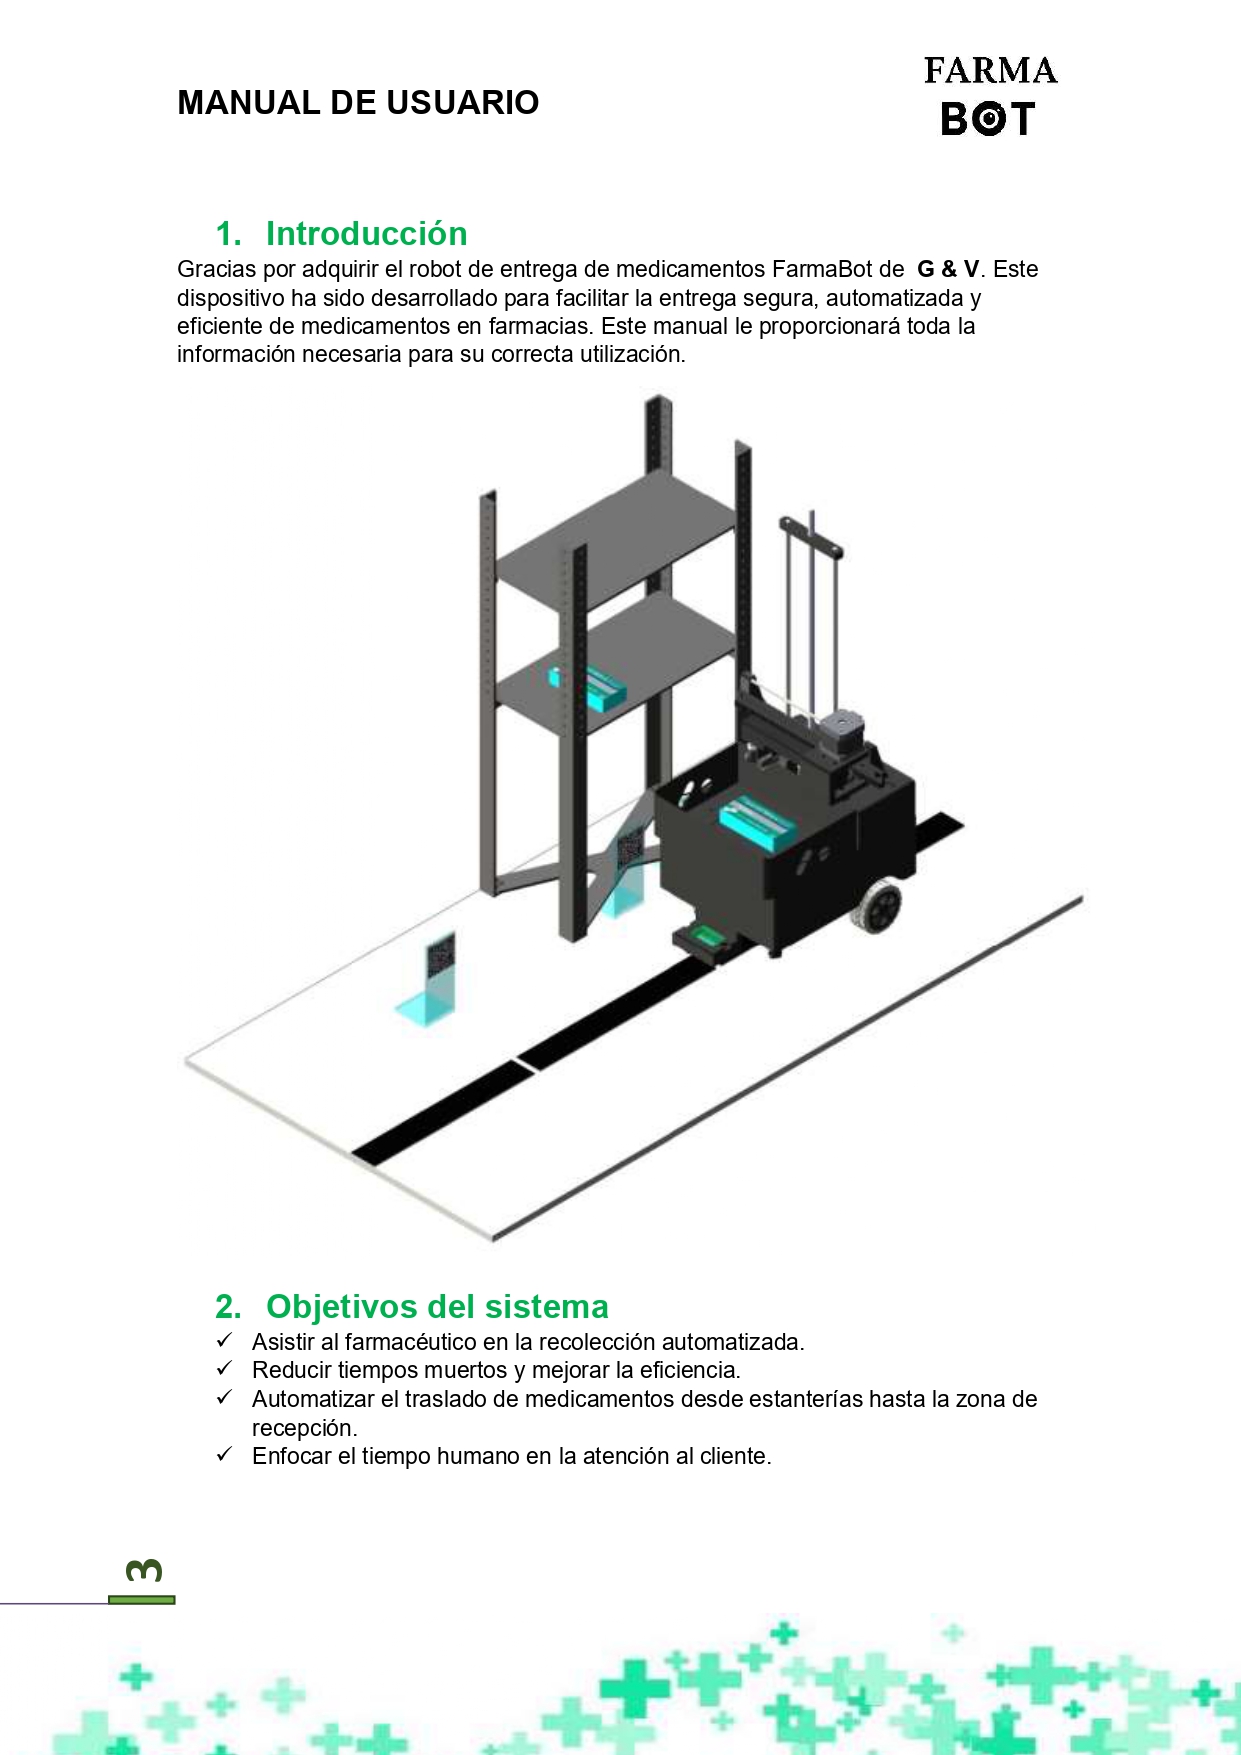 MANUAL DE USUARIO
FARMA
BOT
1. Introducción
Gracias por adquirir el robot de entrega de medicamentos FarmaBot de G & V. Este
dispositivo ha sido desarrollado para facilitar la entrega segura, automatizada y
eficiente de medicamentos en farmacias. Este manual le proporcionará toda la
información necesaria para su correcta utilización.
2. Objetivos del sistema
✓ Asistir al farmacéutico en la recolección automatizada.
✓ Reducir tiempos muertos y mejorar la eficiencia.
✓ Automatizar el traslado de medicamentos desde estanterías hasta la zona de
recepción.
✓ Enfocar el tiempo humano en la atención al cliente.
3